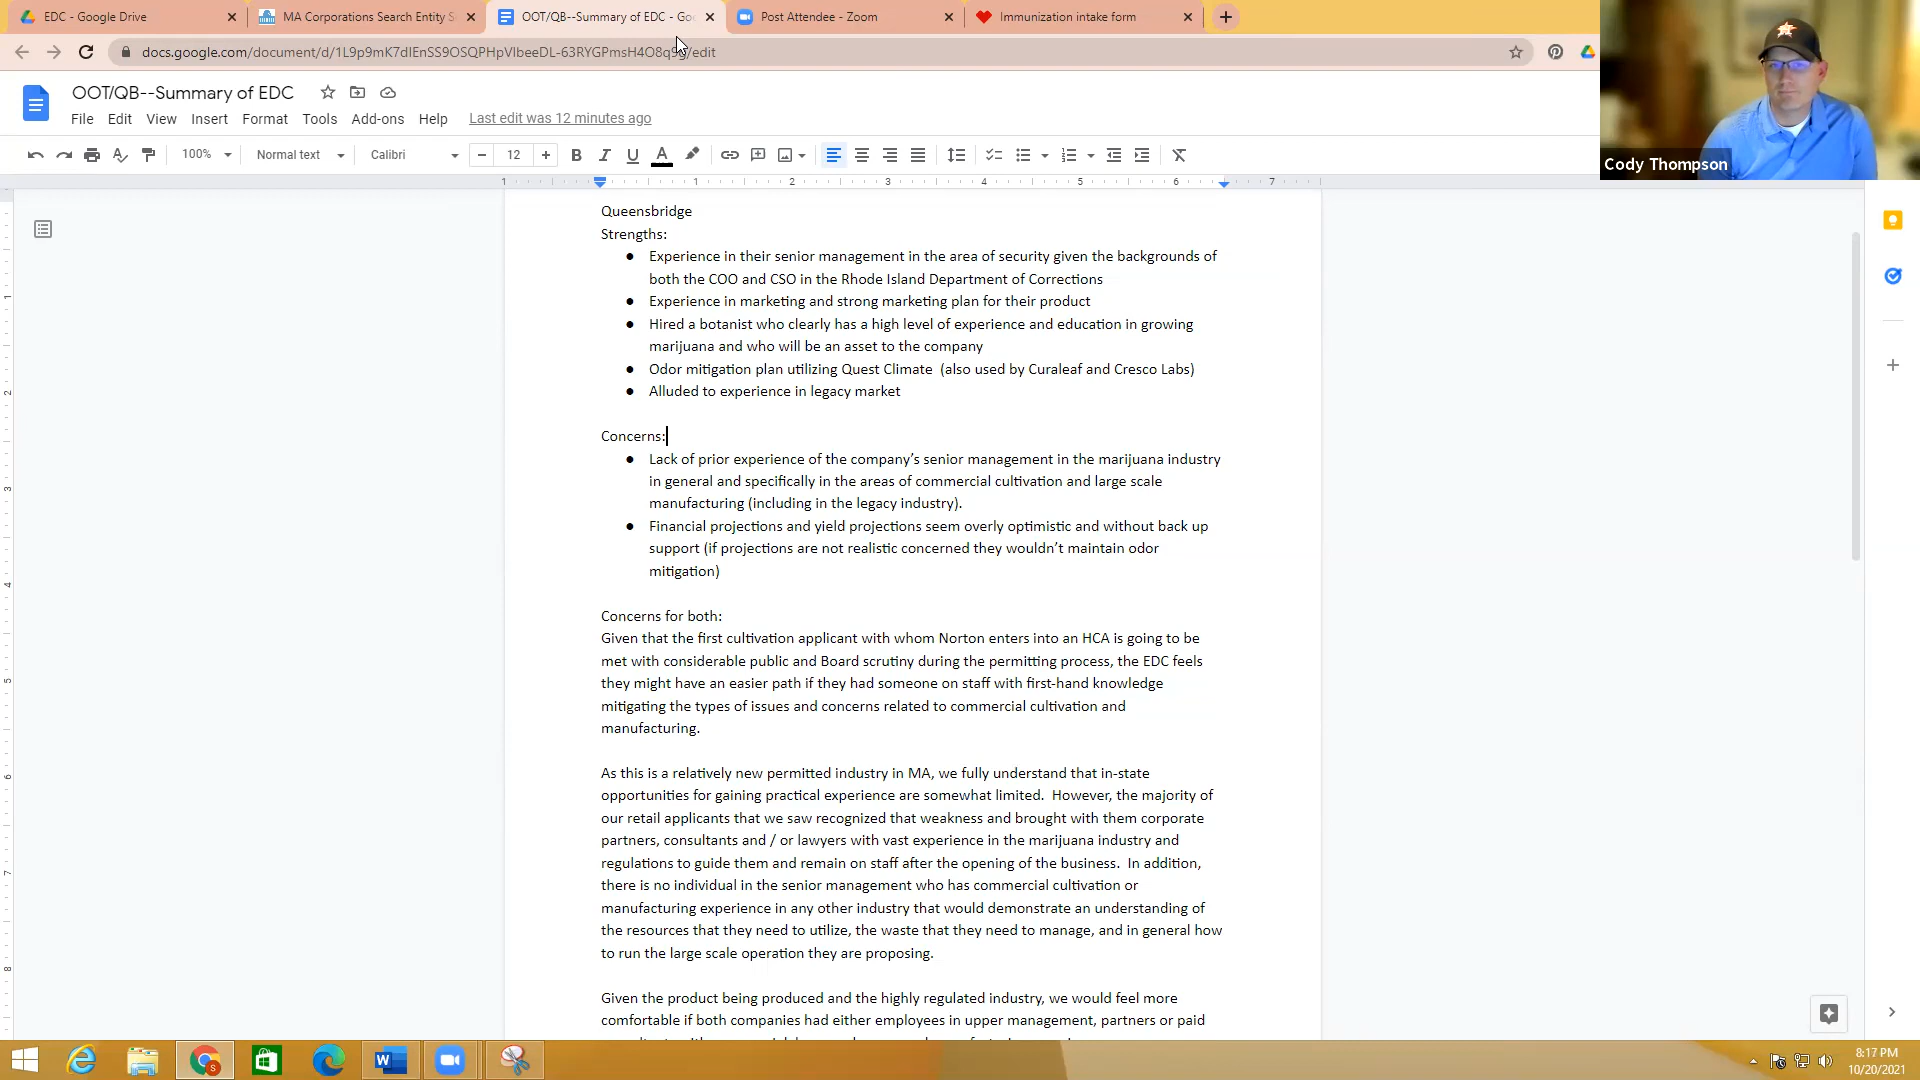 EDC - Google Drive
MA Corporations Search Entity S
OOT/QB--Summary of EDC - Goo
Post Attendee - Zoom
Immunization intake form
OOT/QB--Summary of EDC
File Edit View Insert Format Tools Add-ons Help Last edit was 12 minutes ago
100% Normal text Calibri 12
Cody Thompson
1 1 2 3 4 5 6 7
Queensbridge
Strengths:
● Experience in their senior management in the area of security given the backgrounds of
both the COO and CSO in the Rhode Island Department of Corrections
● Experience in marketing and strong marketing plan for their product
● Hired a botanist who clearly has a high level of experience and education in growing
marijuana and who will be an asset to the company
● Odor mitigation plan utilizing Quest Climate (also used by Curaleaf and Cresco Labs)
● Alluded to experience in legacy market
Concerns:
● Lack of prior experience of the company's senior management in the marijuana industry
in general and specifically in the areas of commercial cultivation and large scale
manufacturing (including in the legacy industry).
● Financial projections and yield projections seem overly optimistic and without back up
support (if projections are not realistic concerned they wouldn't maintain odor
mitigation)
Concerns for both:
Given that the first cultivation applicant with whom Norton enters into an HCA is going to be
met with considerable public and Board scrutiny during the permitting process, the EDC feels
they might have an easier path if they had someone on staff with first-hand knowledge
mitigating the types of issues and concerns related to commercial cultivation and
manufacturing.
As this is a relatively new permitted industry in MA, we fully understand that in-state
opportunities for gaining practical experience are somewhat limited. However, the majority of
our retail applicants that we saw recognized that weakness and brought with them corporate
partners, consultants and / or lawyers with vast experience in the marijuana industry and
regulations to guide them and remain on staff after the opening of the business. In addition,
there is no individual in the senior management who has commercial cultivation or
manufacturing experience in any other industry that would demonstrate an understanding of
the resources that they need to utilize, the waste that they need to manage, and in general how
to run the large scale operation they are proposing.
Given the product being produced and the highly regulated industry, we would feel more
comfortable if both companies had either employees in upper management, partners or paid
8:17 PM
10/20/2021